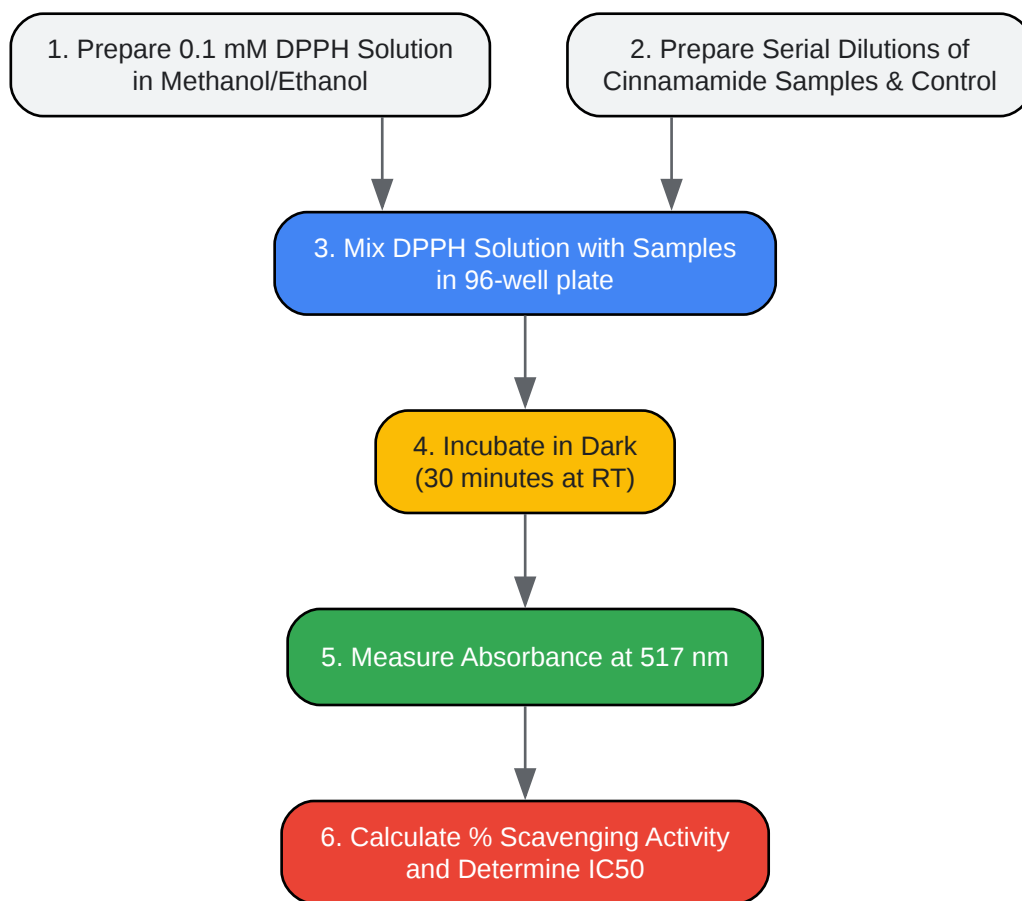 1. Prepare 0.1 mM DPPH Solution
in Methanol/Ethanol
2. Prepare Serial Dilutions of
Cinnamamide Samples & Control
3. Mix DPPH Solution with Samples
in 96-well plate
4. Incubate in Dark
(30 minutes at RT)
5. Measure Absorbance at 517 nm
6. Calculate % Scavenging Activity
and Determine IC50